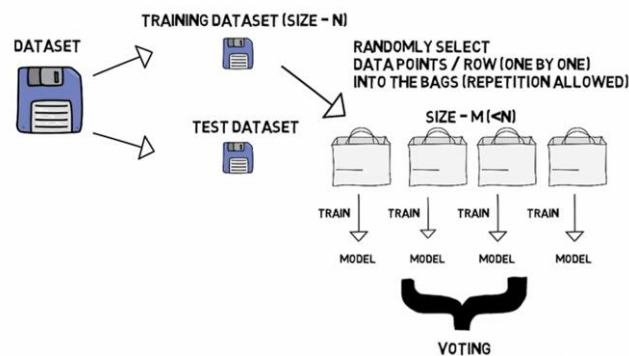 DATASET
TRAINING DATASET (SIZE - N)
TEST DATASET
RANDOMLY SELECT
DATA POINTS / ROW (ONE BY ONE)
INTO THE BAGS (REPETITION ALLOWED)
SIZE - M (<N)
TRAIN TRAIN TRAIN TRAIN
MODEL MODEL MODEL MODEL
VOTING